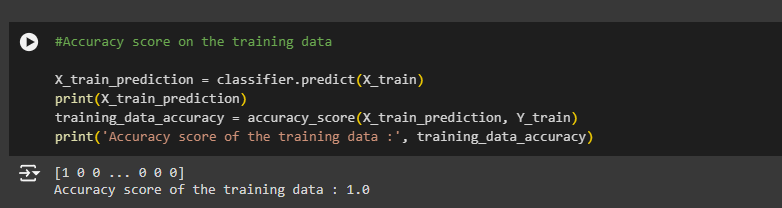 #Accuracy score on the training data
X_train_prediction = classifier.predict(X_train)
print(X_train_prediction)
training_data_accuracy = accuracy_score(X_train_prediction, Y_train)
print('Accuracy score of the training data :', training_data_accuracy)
[1 0 0 ... 0 0 0]
Accuracy score of the training data : 1.0